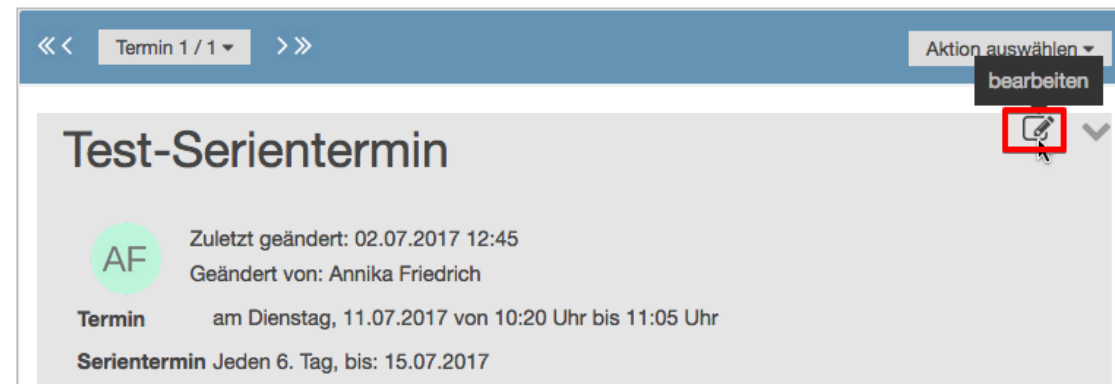 Termin 1 / 1
Aktion auswählen
bearbeiten
Test-Serientermin
AF
Zuletzt geändert: 02.07.2017 12:45
Geändert von: Annika Friedrich
Termin am Dienstag, 11.07.2017 von 10:20 Uhr bis 11:05 Uhr
Serientermin Jeden 6. Tag, bis: 15.07.2017